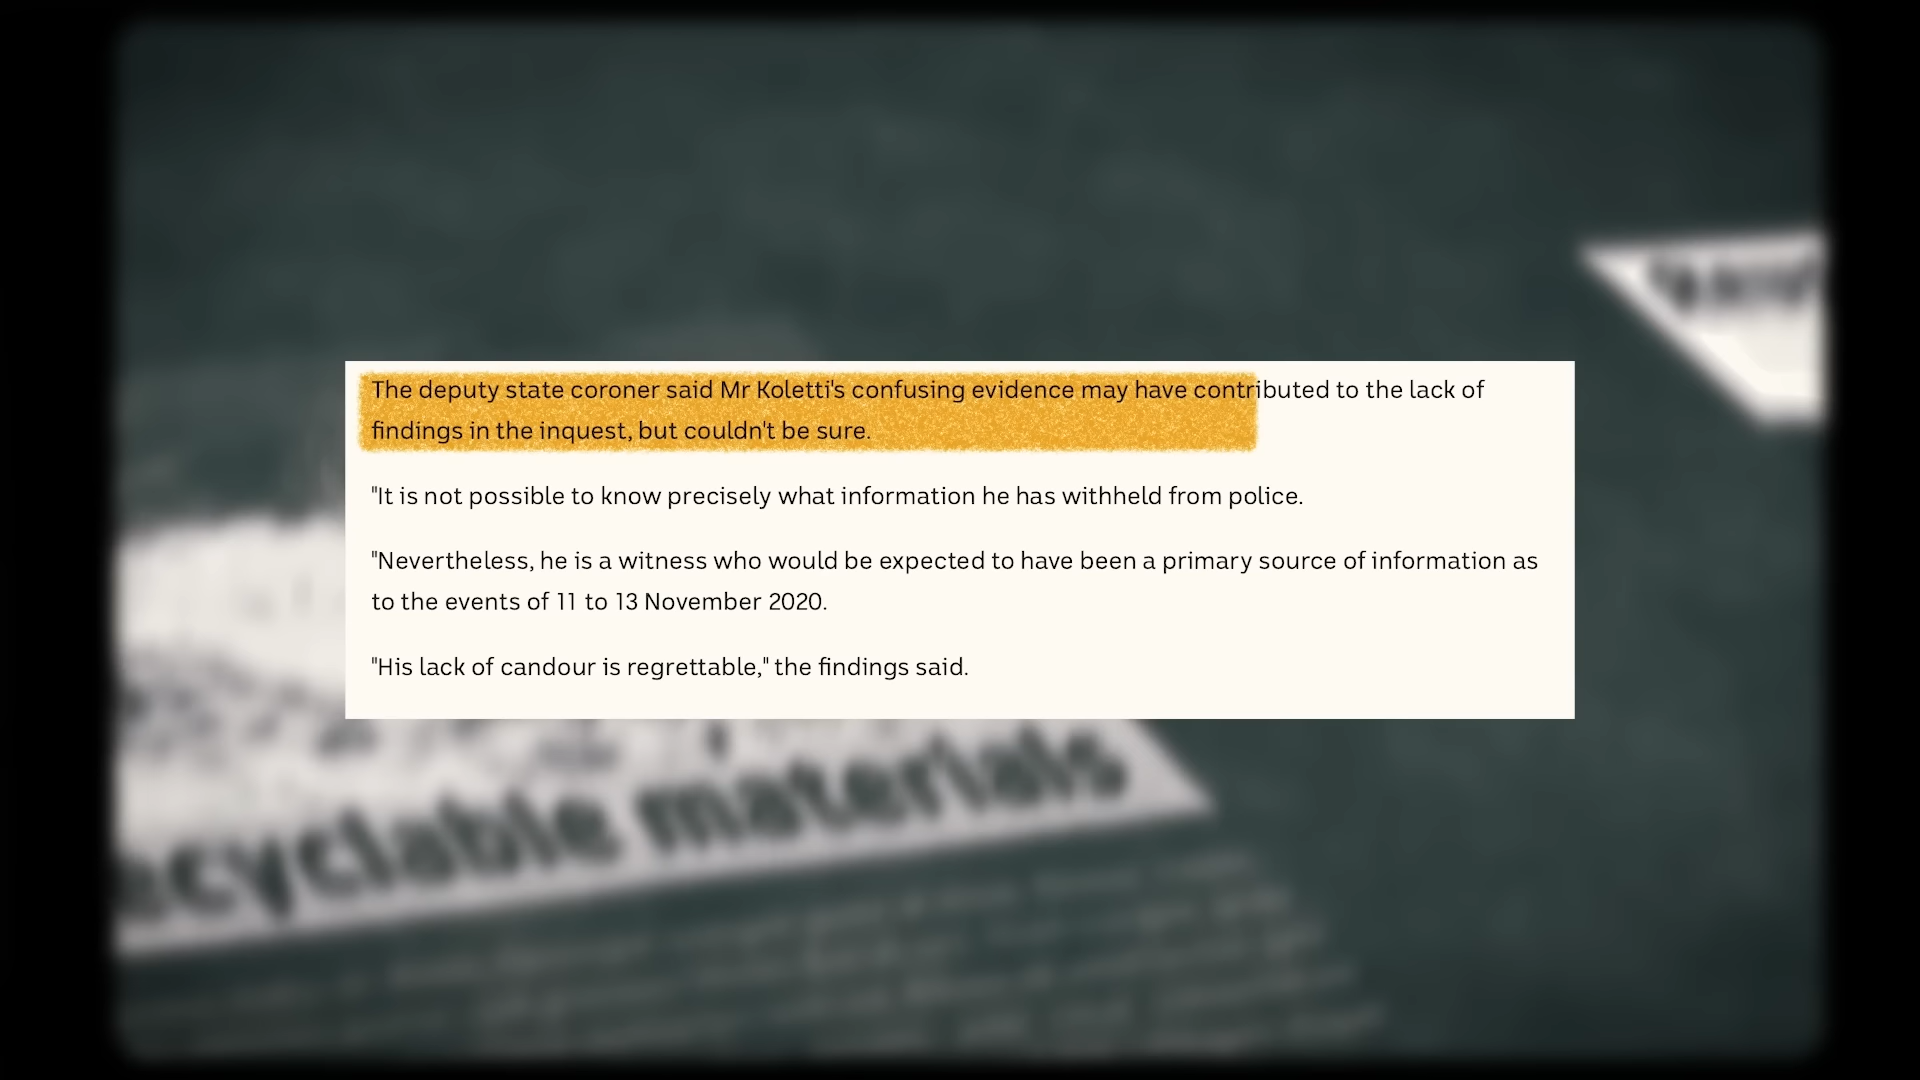 The deputy state coroner said Mr Koletti's confusing evidence may have contributed to the lack of
findings in the inquest, but couldn't be sure.
"It is not possible to know precisely what information he has withheld from police.
"Nevertheless, he is a witness who would be expected to have been a primary source of information as
to the events of 11 to 13 November 2020.
"His lack of candour is regrettable," the findings said.
ecyclable materials